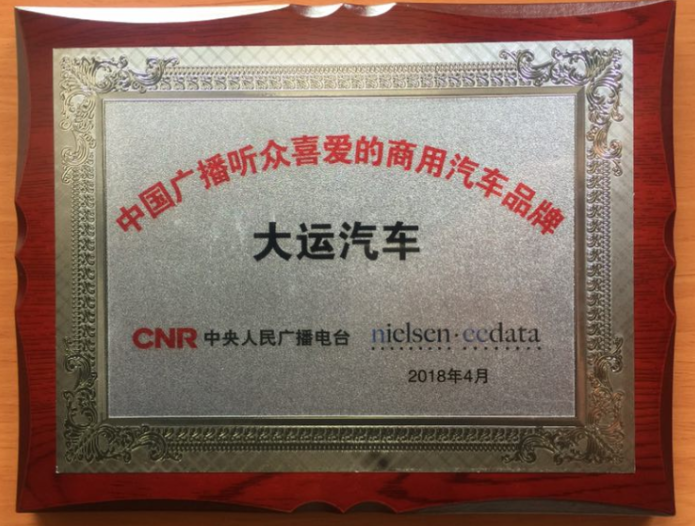 中国广播听众喜爱的商用汽车品牌
大运汽车
CNR 中央人民广播电台 nielsen·ccdata
2018年4月